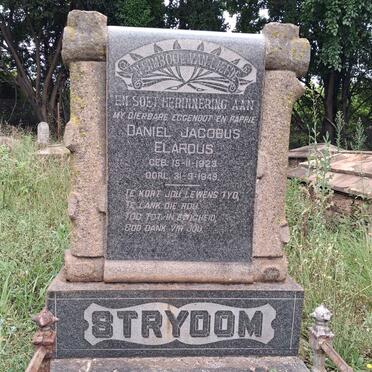 EN SOET HERINNERING AAN
MY DIERBARE EGGENOOT EN PAPPIE
DANIEL JACOBUS
ELARDUS
GEB. 15-11-1923
OORL. 31-3-1949.
TE KORT JOU LEWENS TYD,
TE LANK DIE ROU,
TOG TOT IN EWIGHEID,
GOD DANK VIR JOU.
STRYDOM